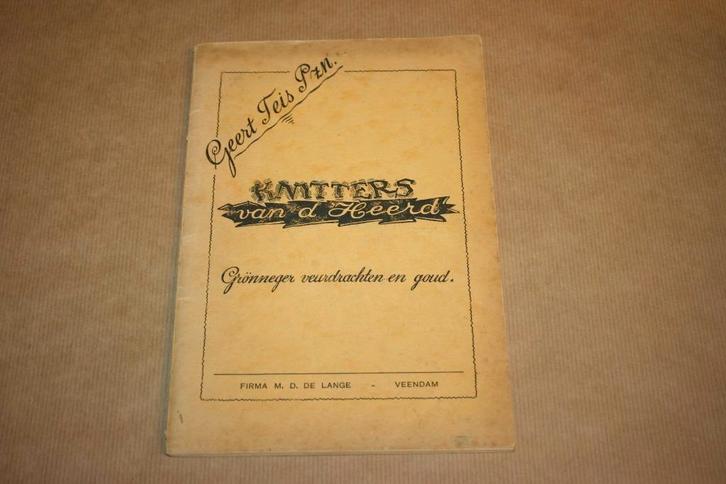 Geert Teis Pzn.
KNITTERS
van d' Heerd
Grönneger veurdrachten en goud.
FIRMA M. D. DE LANGE - VEENDAM